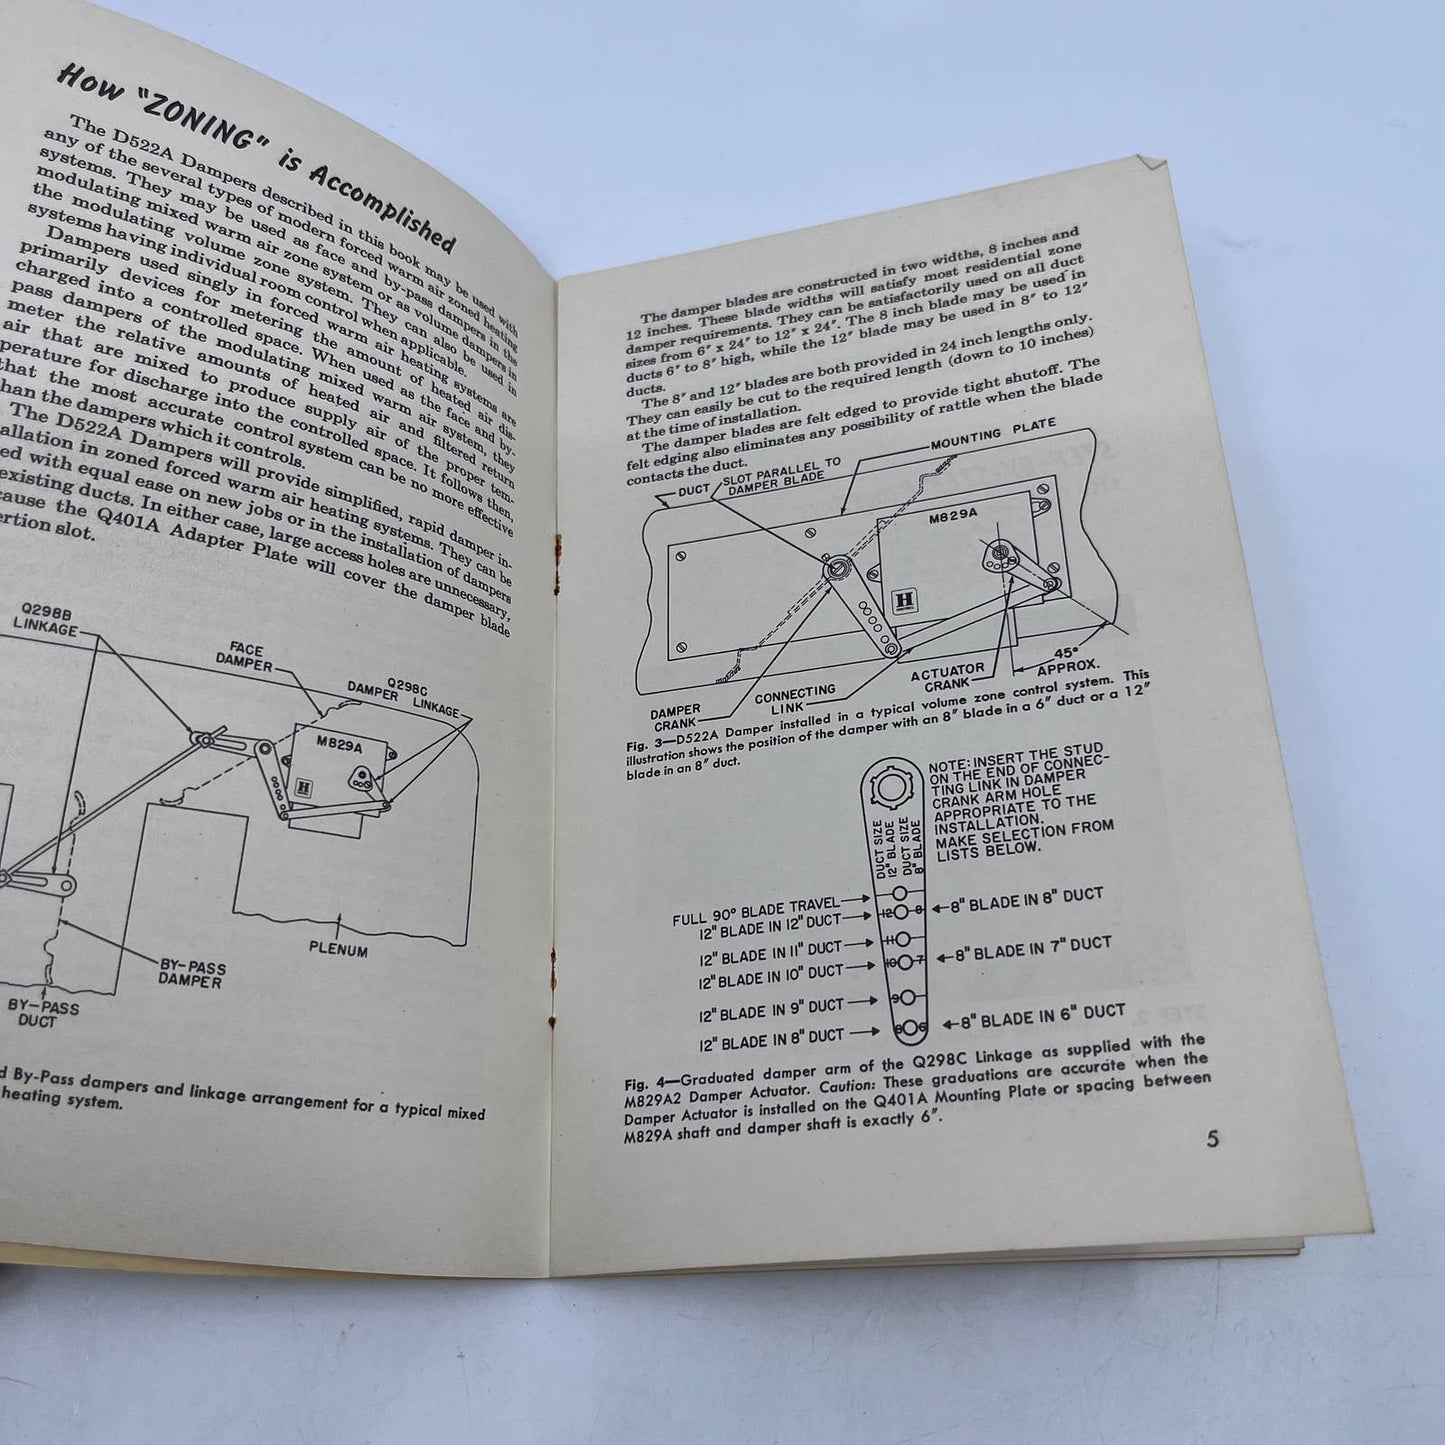 How "ZONING" is Accomplished
The D522A Dampers described in this book may be used with
any of the several types of modern forced warm air zoned heating
systems. They may be used as face and by-pass dampers in the
modulating mixed warm air zone system or as volume dampers in
the modulating volume zone system. They can also be used in
systems having individual room control when applicable.
Dampers used singly in forced warm air heating systems are
primarily devices for metering the amount of heated air dis-
charged into a controlled space. When used as the face and by-
pass dampers of the modulating mixed warm air system, they
meter the relative amounts of heated air and filtered return
air that are mixed to produce supply air of the proper tem-
perature for discharge into the controlled space. It follows then,
that the most accurate control system can be no more effective
han the dampers which it controls.
The D522A Dampers will provide simplified, rapid damper in-
allation in zoned forced warm air heating systems. They can be
ed with equal ease on new jobs or in the installation of dampers
existing ducts. In either case, large access holes are unnecessary,
cause the Q401A Adapter Plate will cover the damper blade
ertion slot.
Q298B
LINKAGE
FACE
DAMPER
Q298C
DAMPER LINKAGE
M829A
H
PLENUM
BY-PASS
DAMPER
BY-PASS
DUCT
d By-Pass dampers and linkage arrangement for a typical mixed
heating system.
The damper blades are constructed in two widths, 8 inches and
12 inches. These blade widths will satisfy most residential zone
damper requirements. They can be satisfactorily used on all duct
sizes from 6" x 24" to 12" x 24". The 8 inch blade may be used in
ducts 6" to 8" high, while the 12" blade may be used in 8" to 12"
ducts.
The 8" and 12" blades are both provided in 24 inch lengths only.
They can easily be cut to the required length (down to 10 inches)
at the time of installation.
The damper blades are felt edged to provide tight shutoff. The
felt edging also eliminates any possibility of rattle when the blade
contacts the duct.
DUCT
SLOT PARALLEL TO
DAMPER BLADE
MOUNTING PLATE
M829A
H
DAMPER
CRANK
CONNECTING
LINK
ACTUATOR
CRANK
45°
APPROX.
Fig. 3—D522A Damper installed in a typical volume zone control system. This
illustration shows the position of the damper with an 8" blade in a 6" duct or a 12"
blade in an 8" duct.
NOTE: INSERT THE STUD
ON THE END OF CONNEC-
TING LINK IN DAMPER
CRANK ARM HOLE
APPROPRIATE TO THE
INSTALLATION.
MAKE SELECTION FROM
LISTS BELOW.
DUCT SIZE
12" BLADE
DUCT SIZE
8" BLADE
FULL 90° BLADE TRAVEL
12" BLADE IN 12" DUCT
12 8
8" BLADE IN 8" DUCT
12" BLADE IN 11" DUCT
11
12" BLADE IN 10" DUCT
10 7
8" BLADE IN 7" DUCT
12" BLADE IN 9" DUCT
9
12" BLADE IN 8" DUCT
8 6
8" BLADE IN 6" DUCT
Fig. 4—Graduated damper arm of the Q298C Linkage as supplied with the
M829A2 Damper Actuator. Caution: These graduations are accurate when the
Damper Actuator is installed on the Q401A Mounting Plate or spacing between
M829A shaft and damper shaft is exactly 6".
5